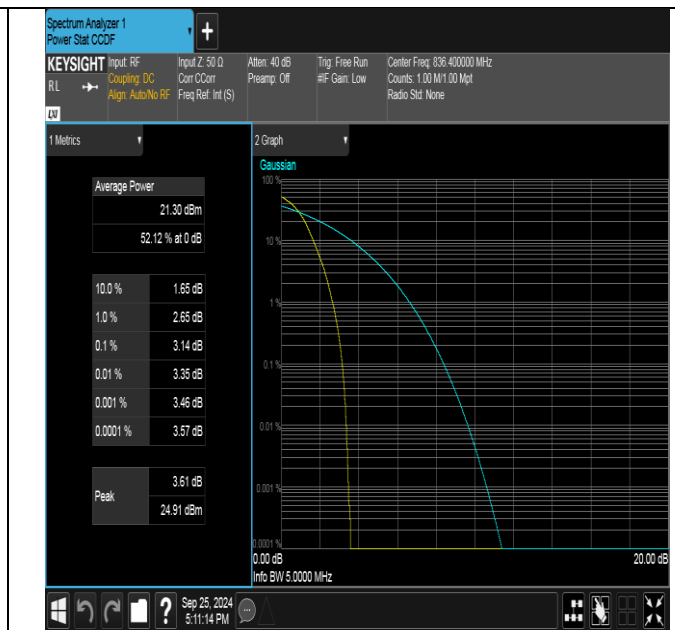 Spectrum Analyzer 1
Power Stat CCDF
+
KEYSIGHT
RL
LXI
Input: RF
Coupling: DC
Align: Auto/No RF
Input Z: 50 Ω
Corr CCorr
Freq Ref: Int (S)
Atten: 40 dB
Preamp: Off
Trig: Free Run
#IF Gain: Low
Center Freq: 836.400000 MHz
Counts: 1.00 M/1.00 Mpt
Radio Std: None
1 Metrics
Average Power
21.30 dBm
52.12 % at 0 dB
10.0 % 1.65 dB
1.0 % 2.65 dB
0.1 % 3.14 dB
0.01 % 3.35 dB
0.001 % 3.46 dB
0.0001 % 3.57 dB
Peak
3.61 dB
24.91 dBm
2 Graph
Gaussian
100 %
10 %
1 %
0.1 %
0.01 %
0.001 %
0.0001 %
0.00 dB 20.00 dB
Info BW 5.0000 MHz
?
Sep 25, 2024
5:11:14 PM